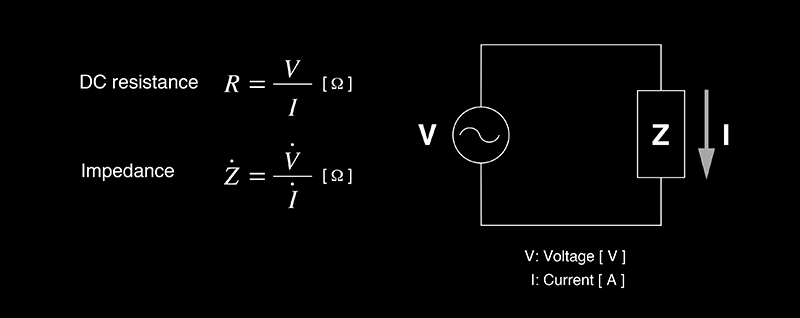 DC resistance R = V / I [ Ω ]
Impedance Ż = V̇ / İ [ Ω ]
V
Z
I
V: Voltage [ V ]
I: Current [ A ]